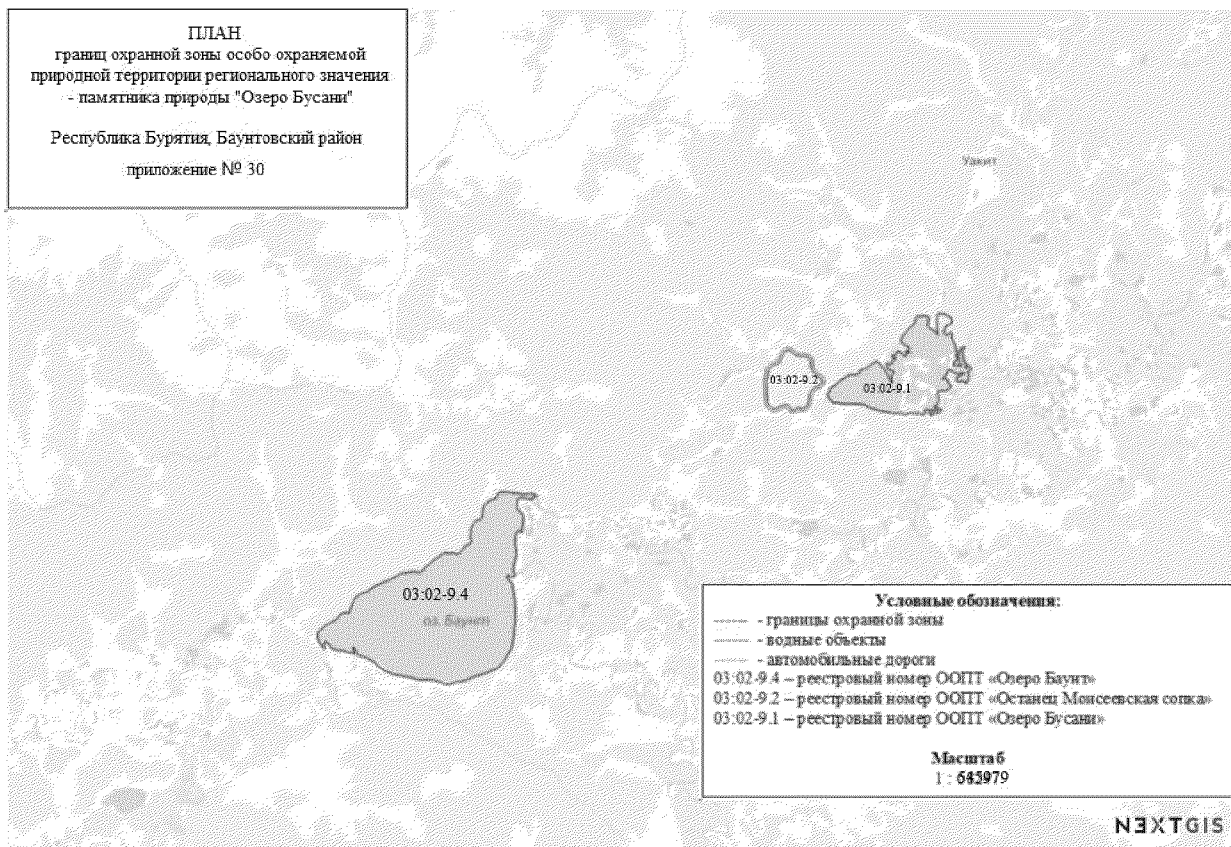 ПЛАН
границ охранной зоны особо охраняемой
природной территории регионального значения
- памятника природы "Озеро Бусани"
Республика Бурятия, Баунтовский район
приложение № 30
03:02-9.2
03:02-9.1
03:02-9.4
оз. Баунт
Условные обозначения:
- границы охранной зоны
- водные объекты
- автомобильные дороги
03:02-9.4 – реестровый номер ООПТ «Озеро Баунт»
03:02-9.2 – реестровый номер ООПТ «Останец Моисеевская сопка»
03:02-9.1 – реестровый номер ООПТ «Озеро Бусани»
Масштаб
1 : 645979
NEXTGIS